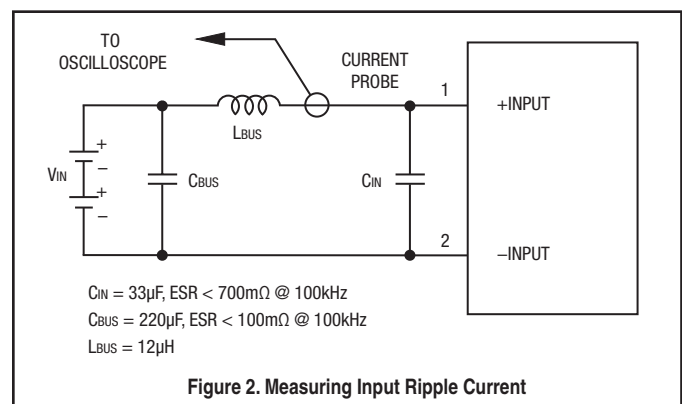 TO
OSCILLOSCOPE
CURRENT
PROBE
1
+INPUT
LBUS
+
VIN
–
+
–
CBUS
CIN
2
–INPUT
CIN = 33µF, ESR < 700mΩ @ 100kHz
CBUS = 220µF, ESR < 100mΩ @ 100kHz
LBUS = 12µH
Figure 2. Measuring Input Ripple Current